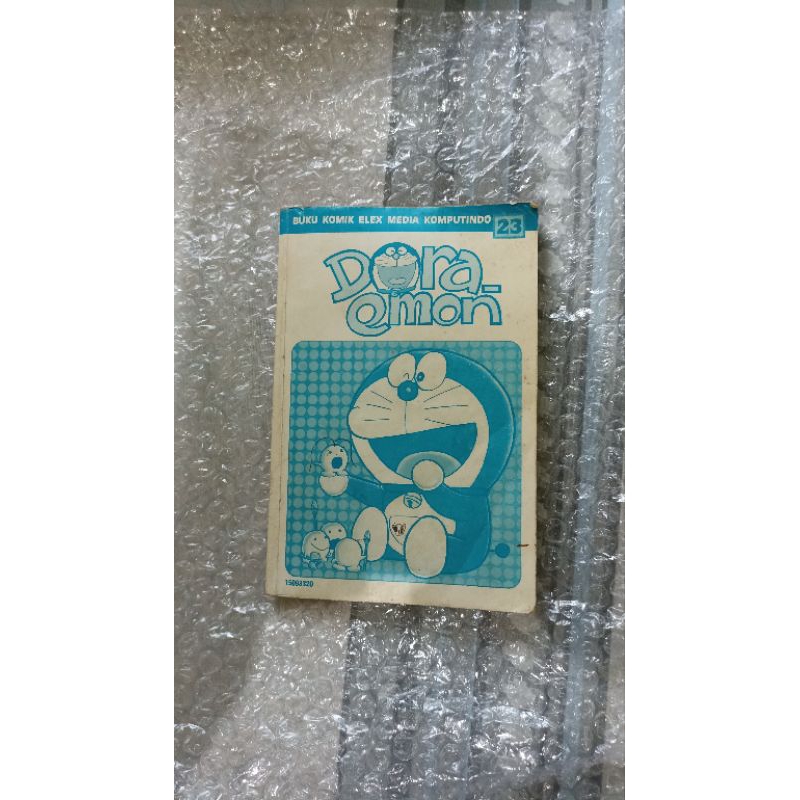 BUKU KOMIK ELEX MEDIA KOMPUTINDO 23
Dora-
emon